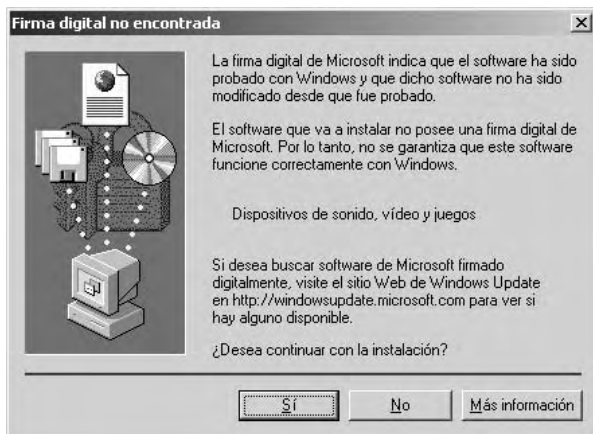 Firma digital no encontrada
La firma digital de Microsoft indica que el software ha sido
probado con Windows y que dicho software no ha sido
modificado desde que fue probado.
El software que va a instalar no posee una firma digital de
Microsoft. Por lo tanto, no se garantiza que este software
funcione correctamente con Windows.
Dispositivos de sonido, vídeo y juegos
Si desea buscar software de Microsoft firmado
digitalmente, visite el sitio Web de Windows Update
en http://windowsupdate.microsoft.com para ver si
hay alguno disponible.
¿Desea continuar con la instalación?
Sí No Más información